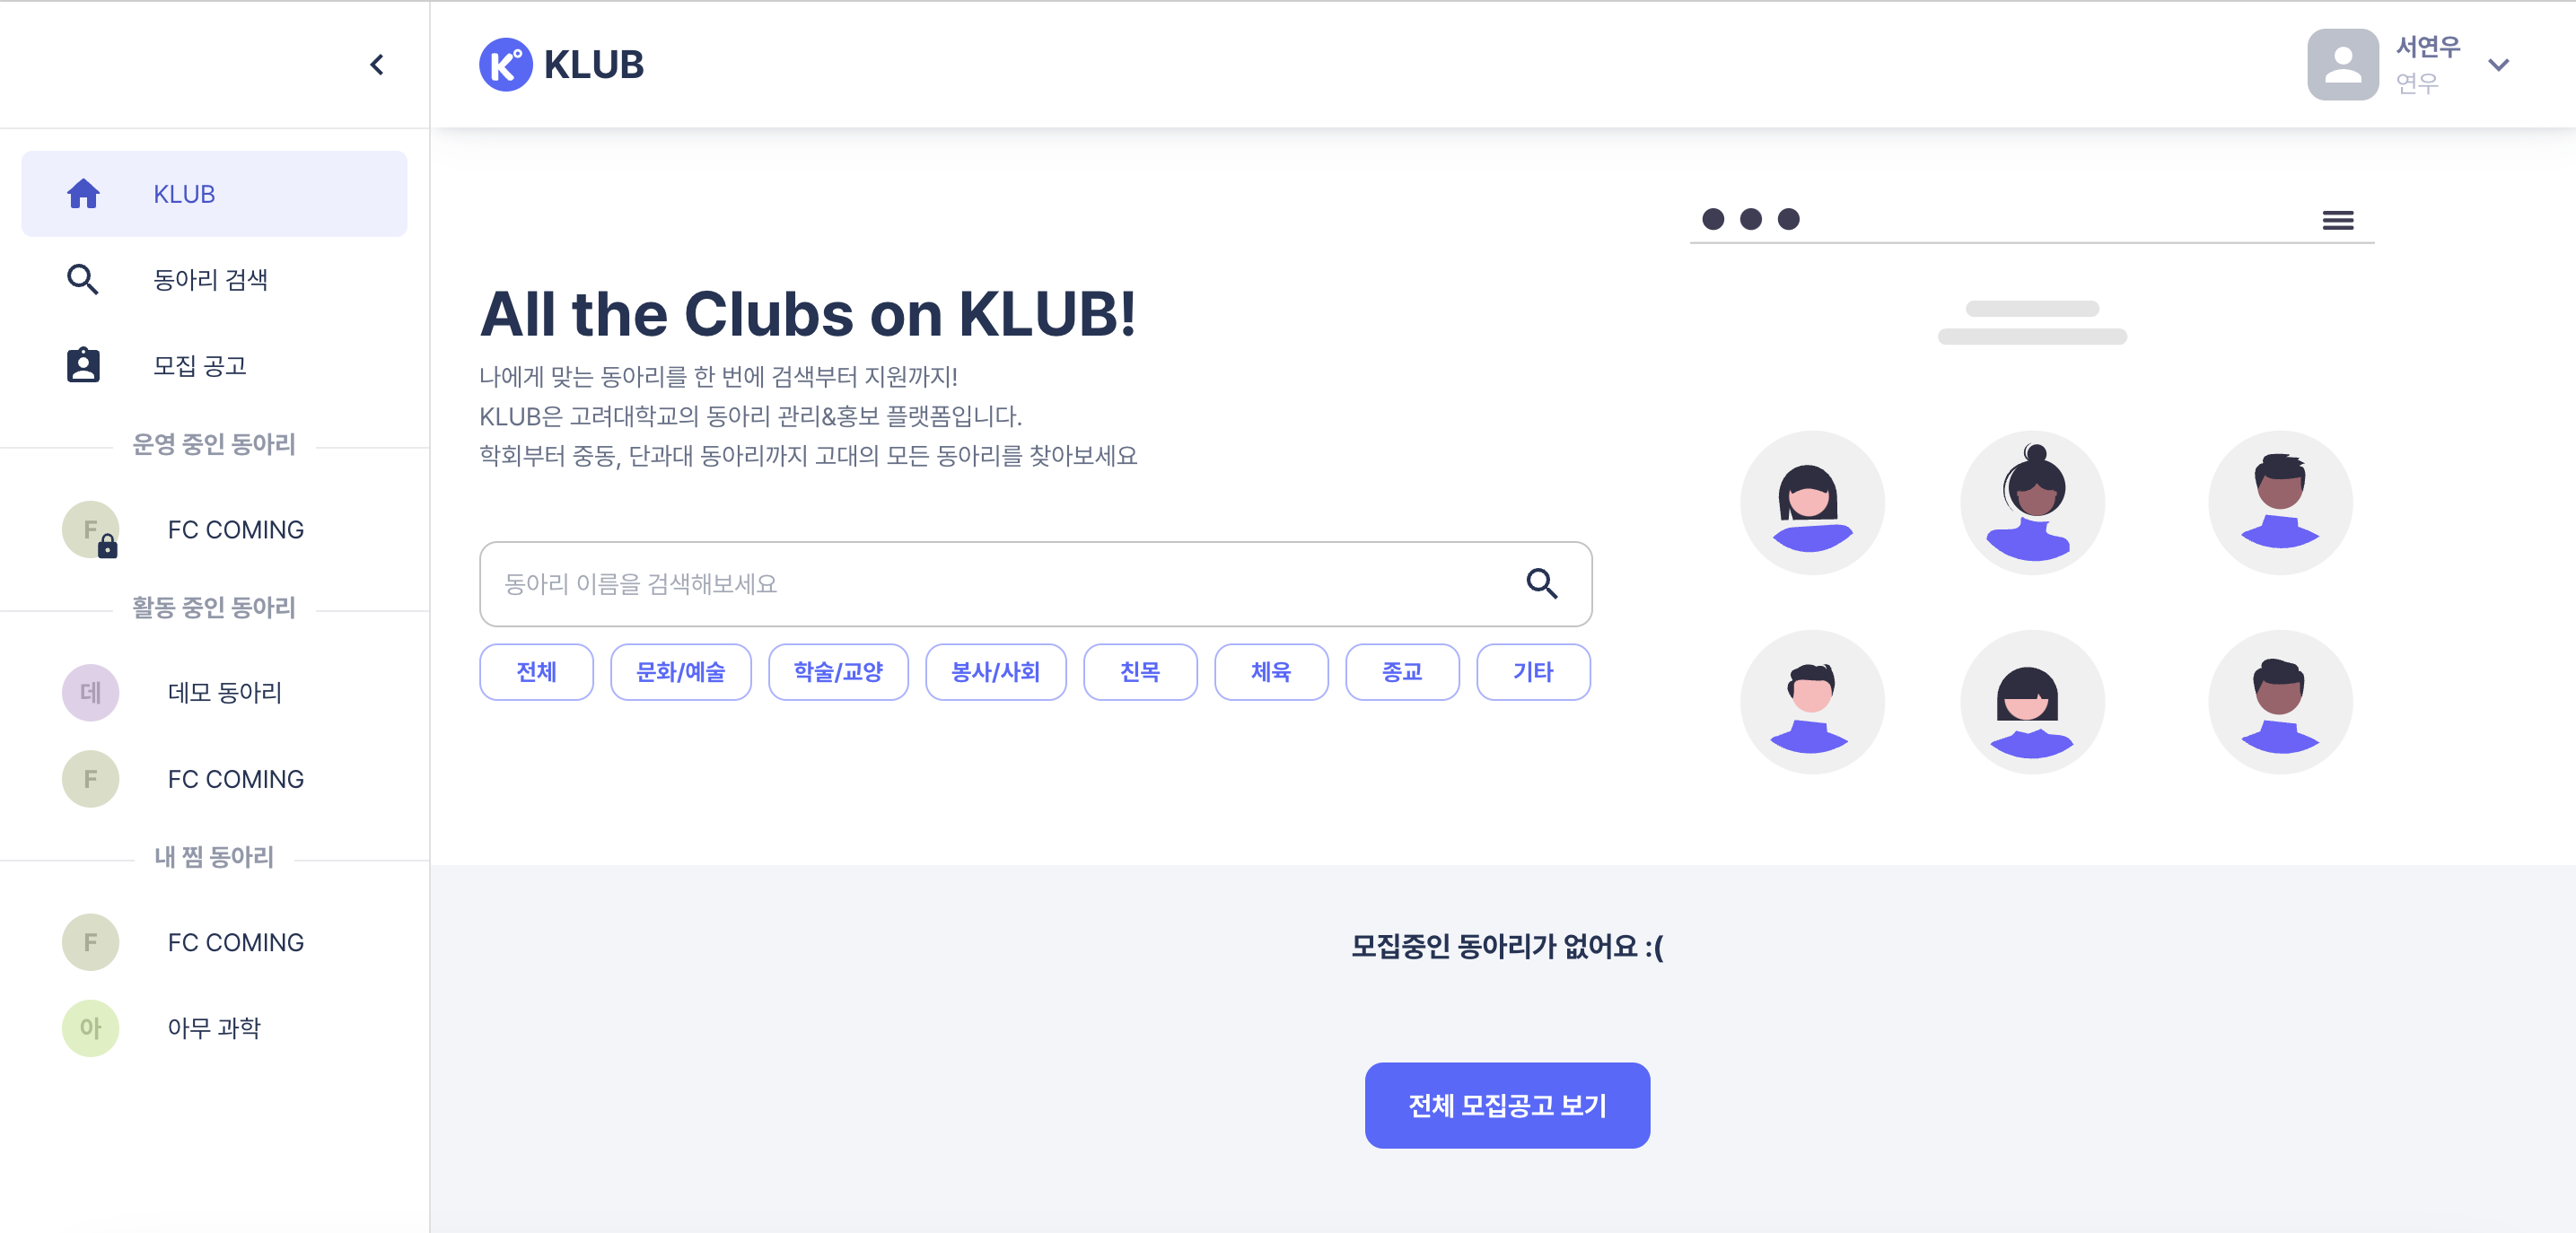 KLUB
서연우
연우
KLUB
동아리 검색
모집 공고
운영 중인 동아리
F
FC COMING
활동 중인 동아리
데
데모 동아리
F
FC COMING
내 찜 동아리
F
FC COMING
아
아무 과학
All the Clubs on KLUB!
나에게 맞는 동아리를 한 번에 검색부터 지원까지!
KLUB은 고려대학교의 동아리 관리&홍보 플랫폼입니다.
학회부터 중동, 단과대 동아리까지 고대의 모든 동아리를 찾아보세요
동아리 이름을 검색해보세요
전체 문화/예술 학술/교양 봉사/사회 친목 체육 종교 기타
모집중인 동아리가 없어요 :(
전체 모집공고 보기